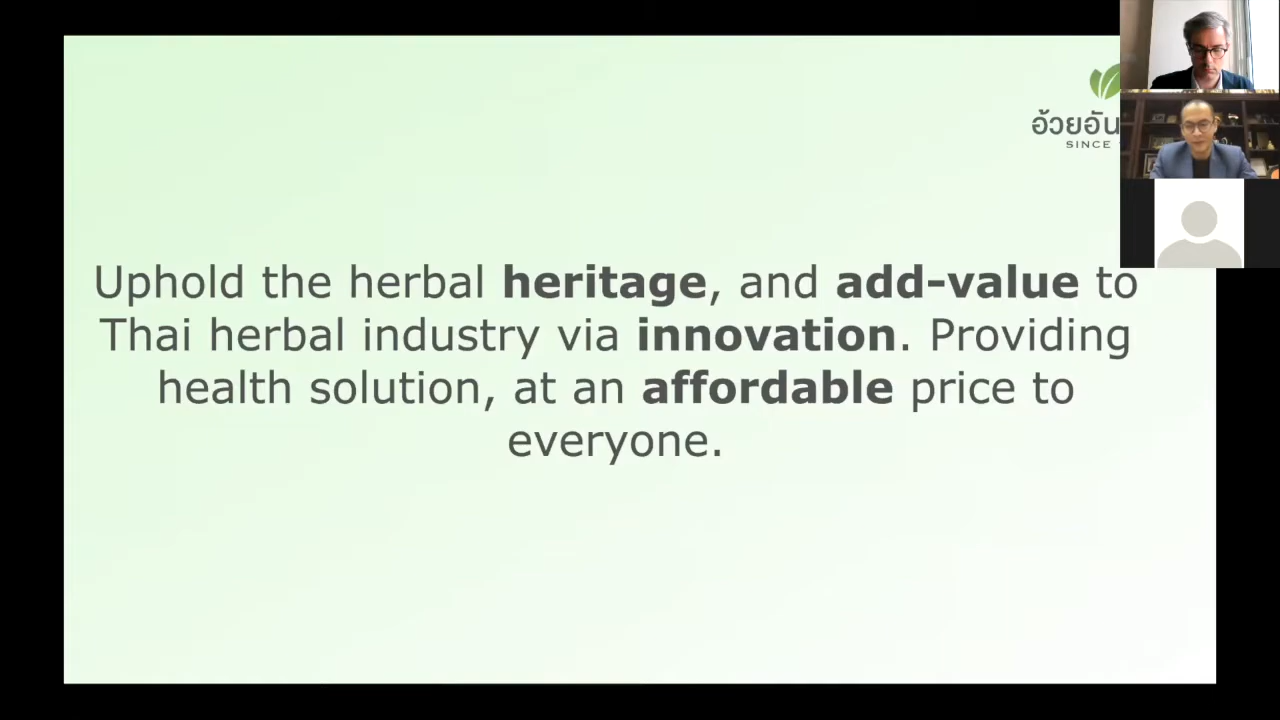 อ้วยอัน
SINCE
Uphold the herbal heritage, and add-value to
Thai herbal industry via innovation. Providing
health solution, at an affordable price to
everyone.